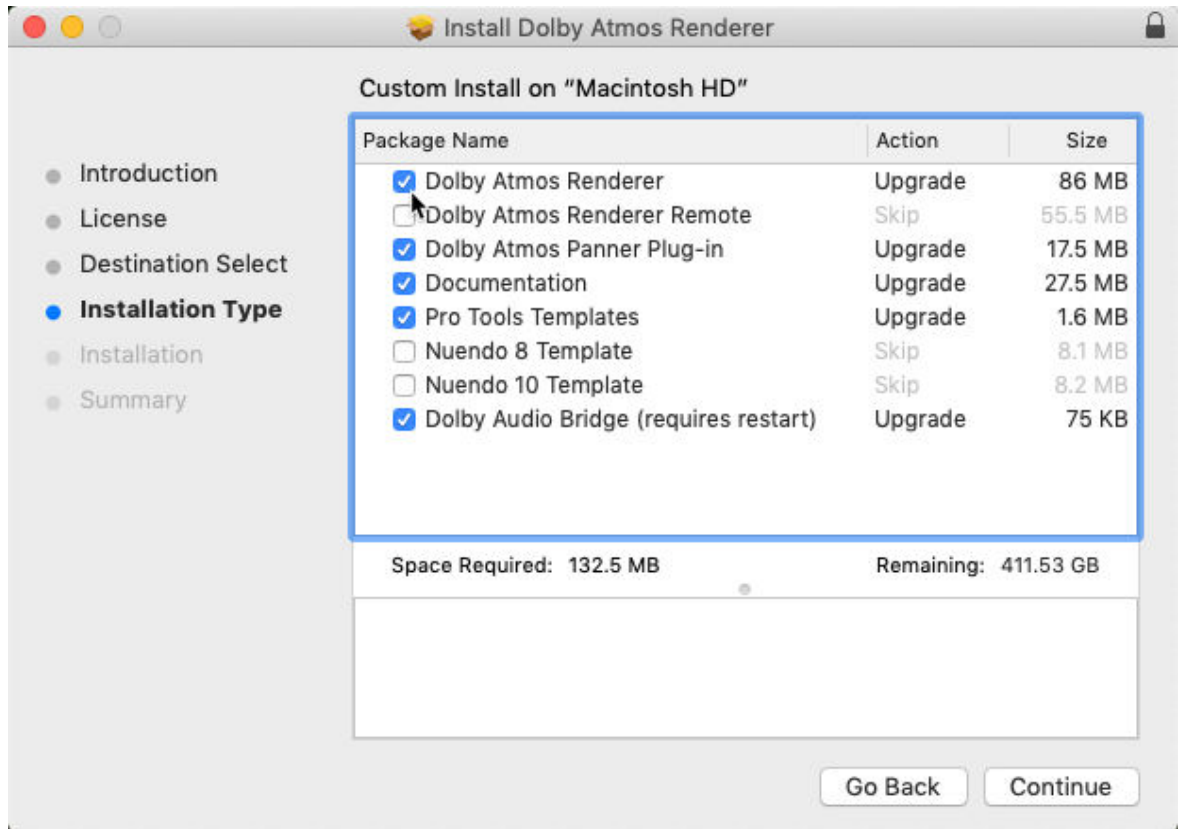 Install Dolby Atmos Renderer
Custom Install on "Macintosh HD"
Introduction
License
Destination Select
Installation Type
Installation
Summary
Package Name Action Size
Dolby Atmos Renderer Upgrade 86 MB
Dolby Atmos Renderer Remote Skip 55.5 MB
Dolby Atmos Panner Plug-in Upgrade 17.5 MB
Documentation Upgrade 27.5 MB
Pro Tools Templates Upgrade 1.6 MB
Nuendo 8 Template Skip 8.1 MB
Nuendo 10 Template Skip 8.2 MB
Dolby Audio Bridge (requires restart) Upgrade 75 KB
Space Required: 132.5 MB Remaining: 411.53 GB
Go Back Continue